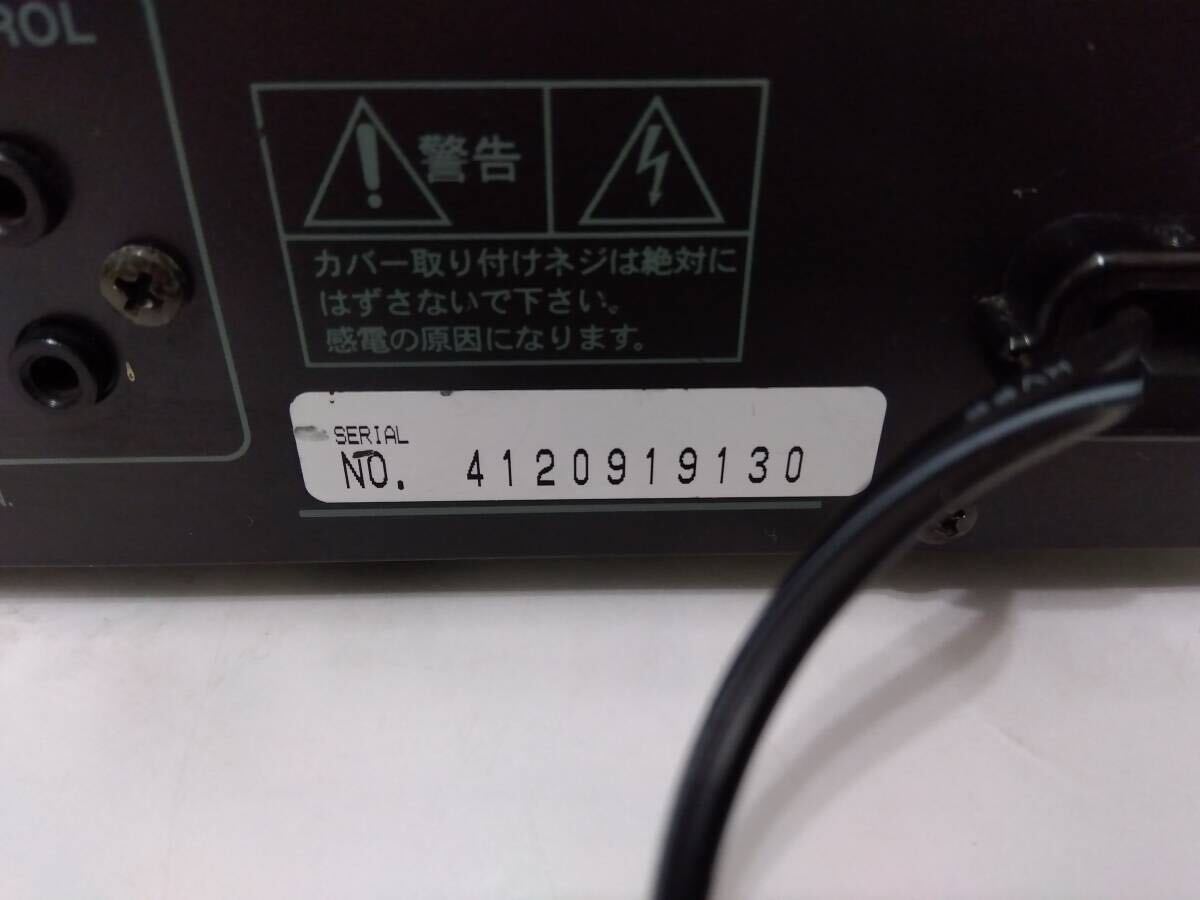 ROL
警告
カバー取り付けネジは絶対に
はずさないで下さい。
感電の原因になります。
SERIAL
NO. 4120919130
N.